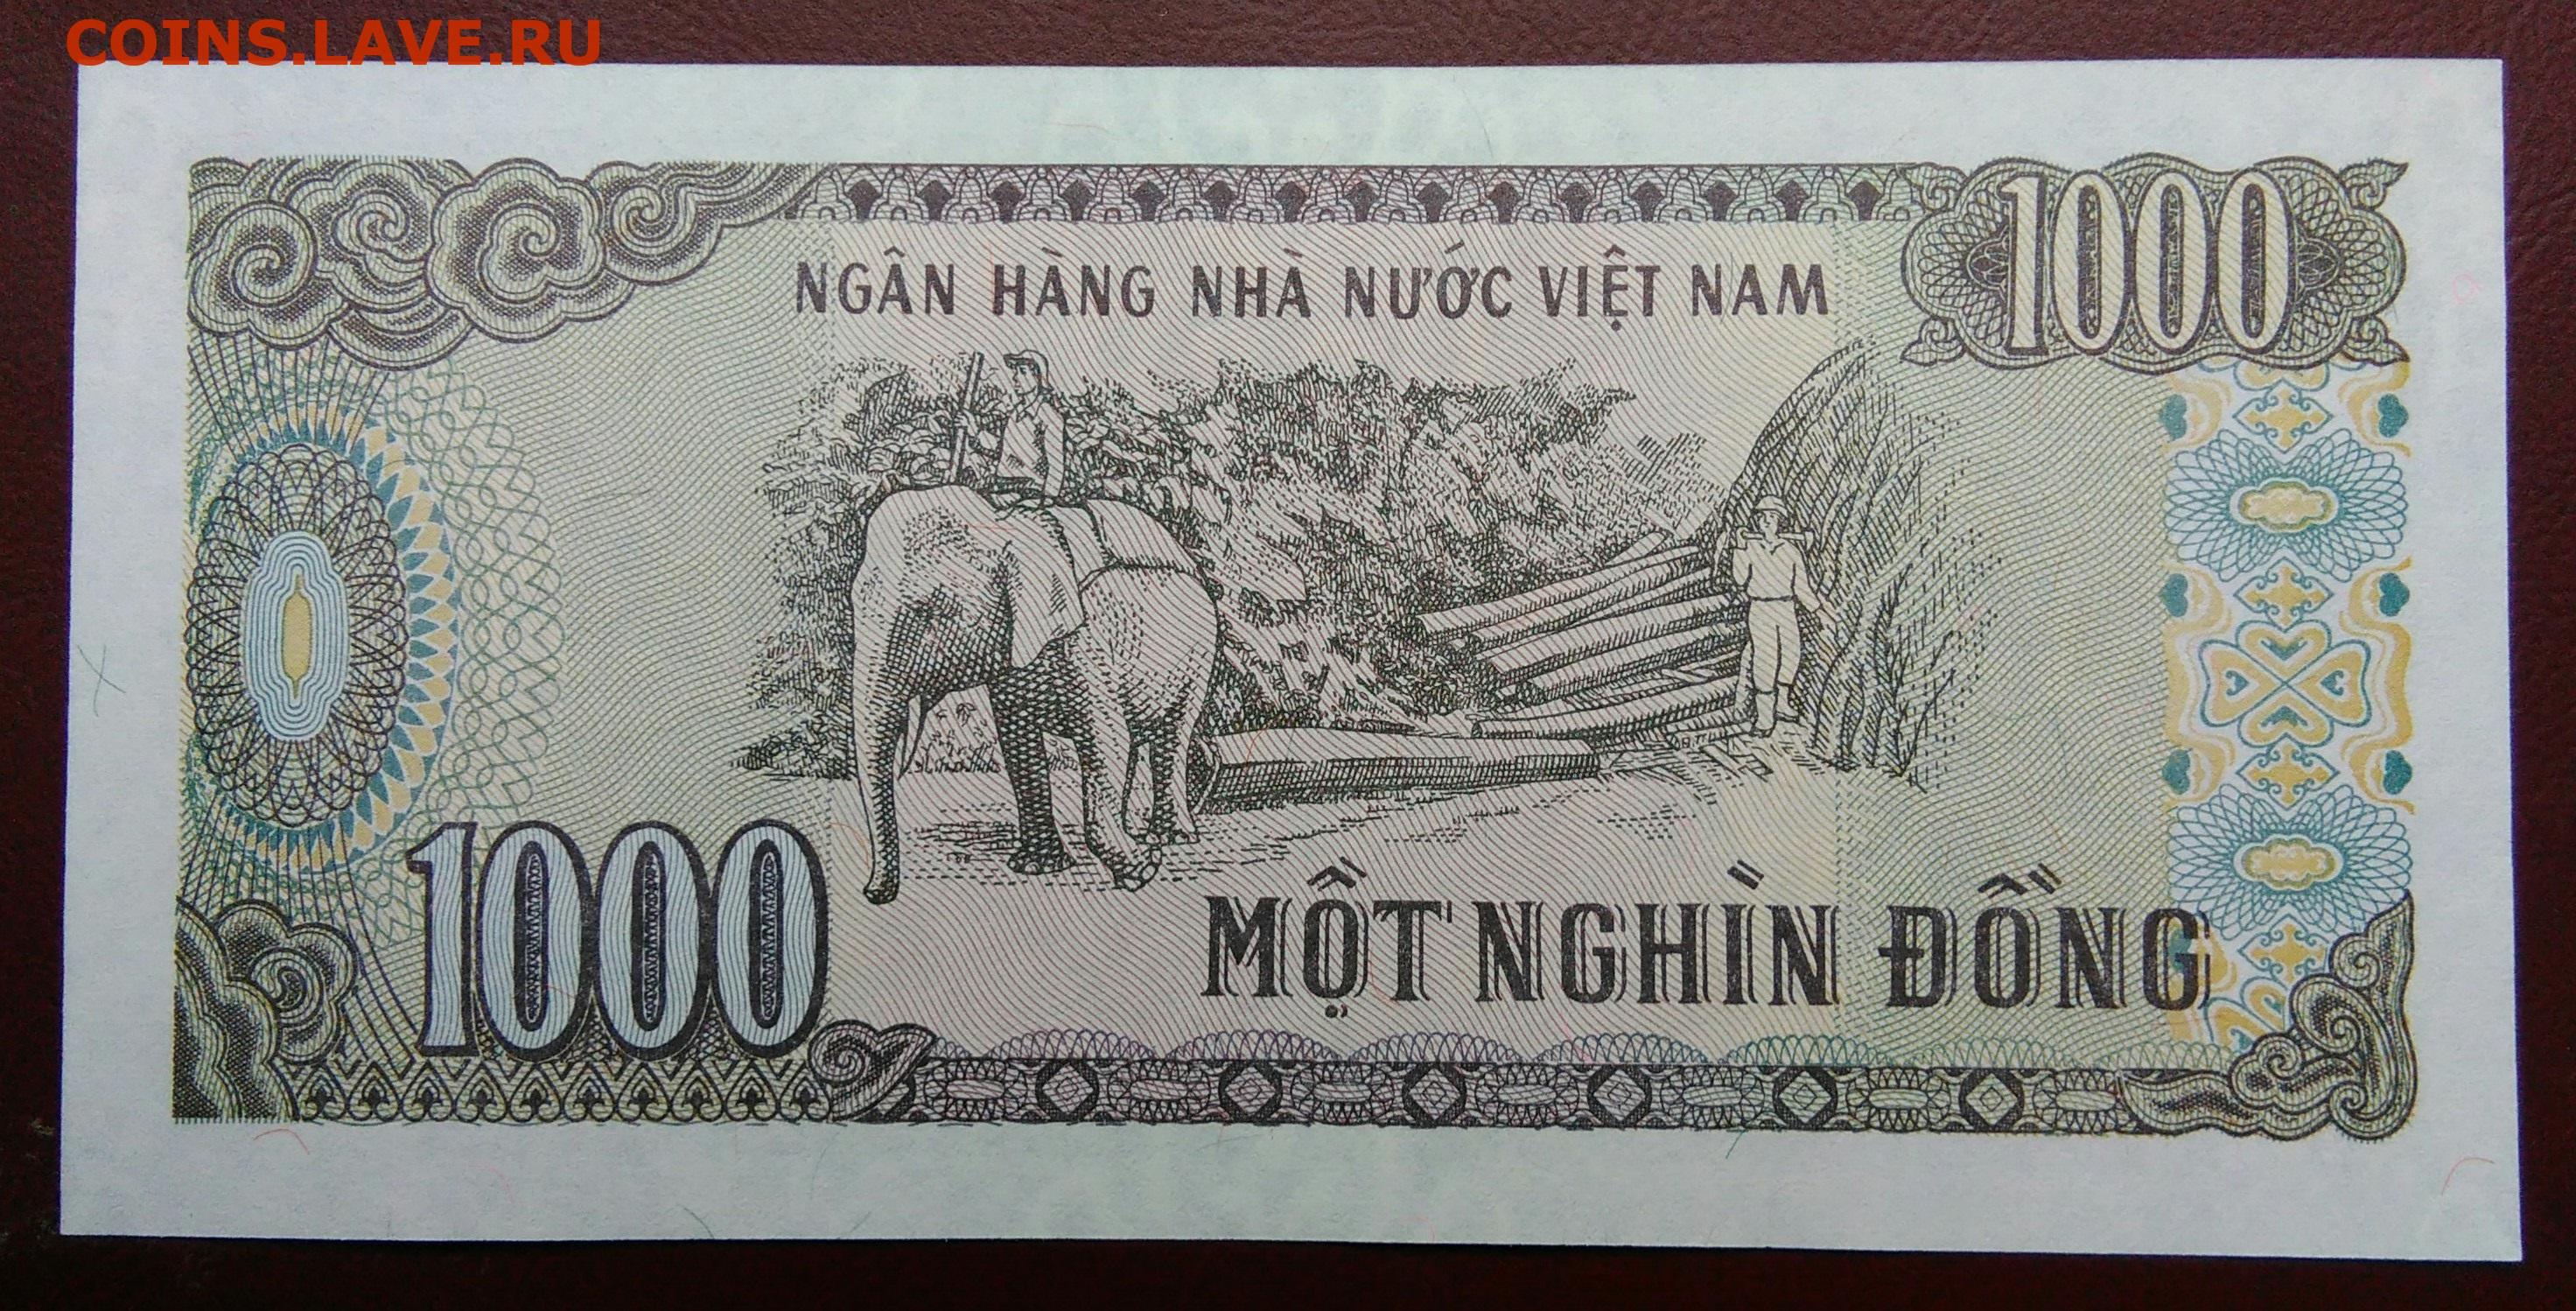 COINS.LAVE.RU
1000
NGÂN HÀNG NHÀ NƯỚC VIỆT NAM
1000
MỘT NGHÌN ĐỒNG